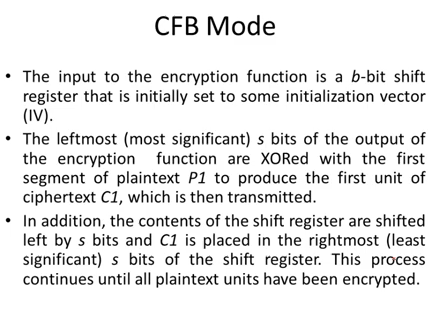 CFB Mode
• The input to the encryption function is a b-bit shift
register that is initially set to some initialization vector
(IV).
• The leftmost (most significant) s bits of the output of
the encryption function are XORed with the first
segment of plaintext P1 to produce the first unit of
ciphertext C1, which is then transmitted.
• In addition, the contents of the shift register are shifted
left by s bits and C1 is placed in the rightmost (least
significant) s bits of the shift register. This process
continues until all plaintext units have been encrypted.